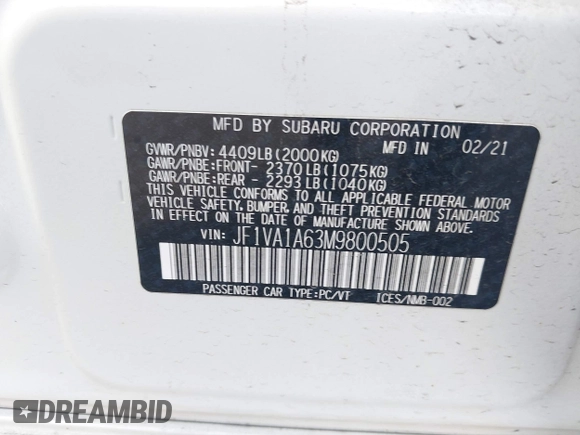 MFD BY SUBARU CORPORATION
GVWR/PNBV: 4409LB(2000KG) MFD IN 02/21
GAWR/PNBE:FRONT- 2370LB(1075KG)
GAWR/PNBE:REAR - 2293LB(1040KG)
THIS VEHICLE CONFORMS TO ALL APPLICABLE FEDERAL MOTOR
VEHICLE SAFETY, BUMPER, AND THEFT PREVENTION STANDARDS
IN EFFECT ON THE DATE OF MANUFACTURE SHOWN ABOVE.
VIN: JF1VA1A63M9800505
PASSENGER CAR TYPE:PC/VT ICES/NMB-002
DREAMBID